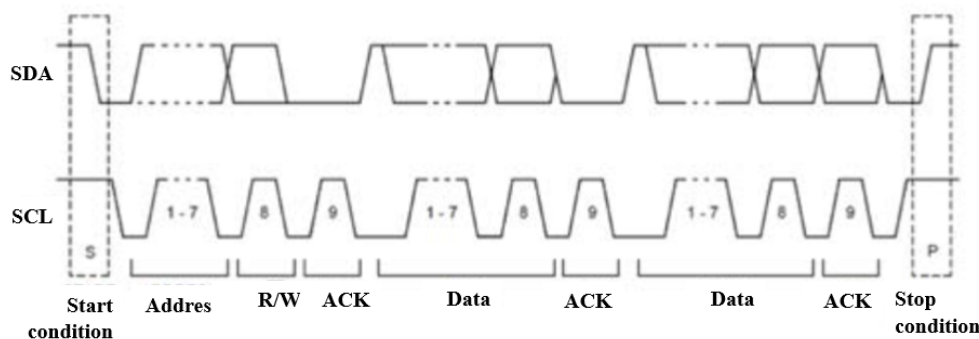 SDA
SCL
1 - 7
8
9
1 - 7
8
9
1 - 7
8
9
S
P
Start
condition
Addres
R/W
ACK
Data
ACK
Data
ACK
Stop
condition